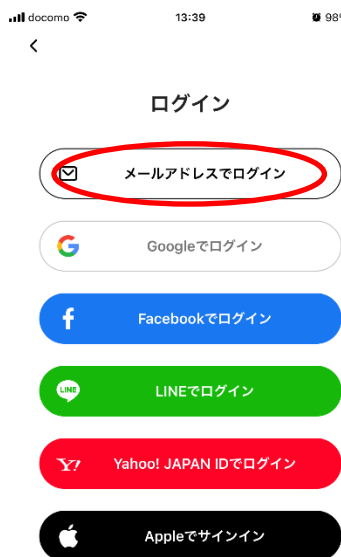 docomo 13:39 98%
ログイン
メールアドレスでログイン
Googleでログイン
Facebookでログイン
LINE LINEでログイン
Y! Yahoo! JAPAN IDでログイン
Appleでサインイン